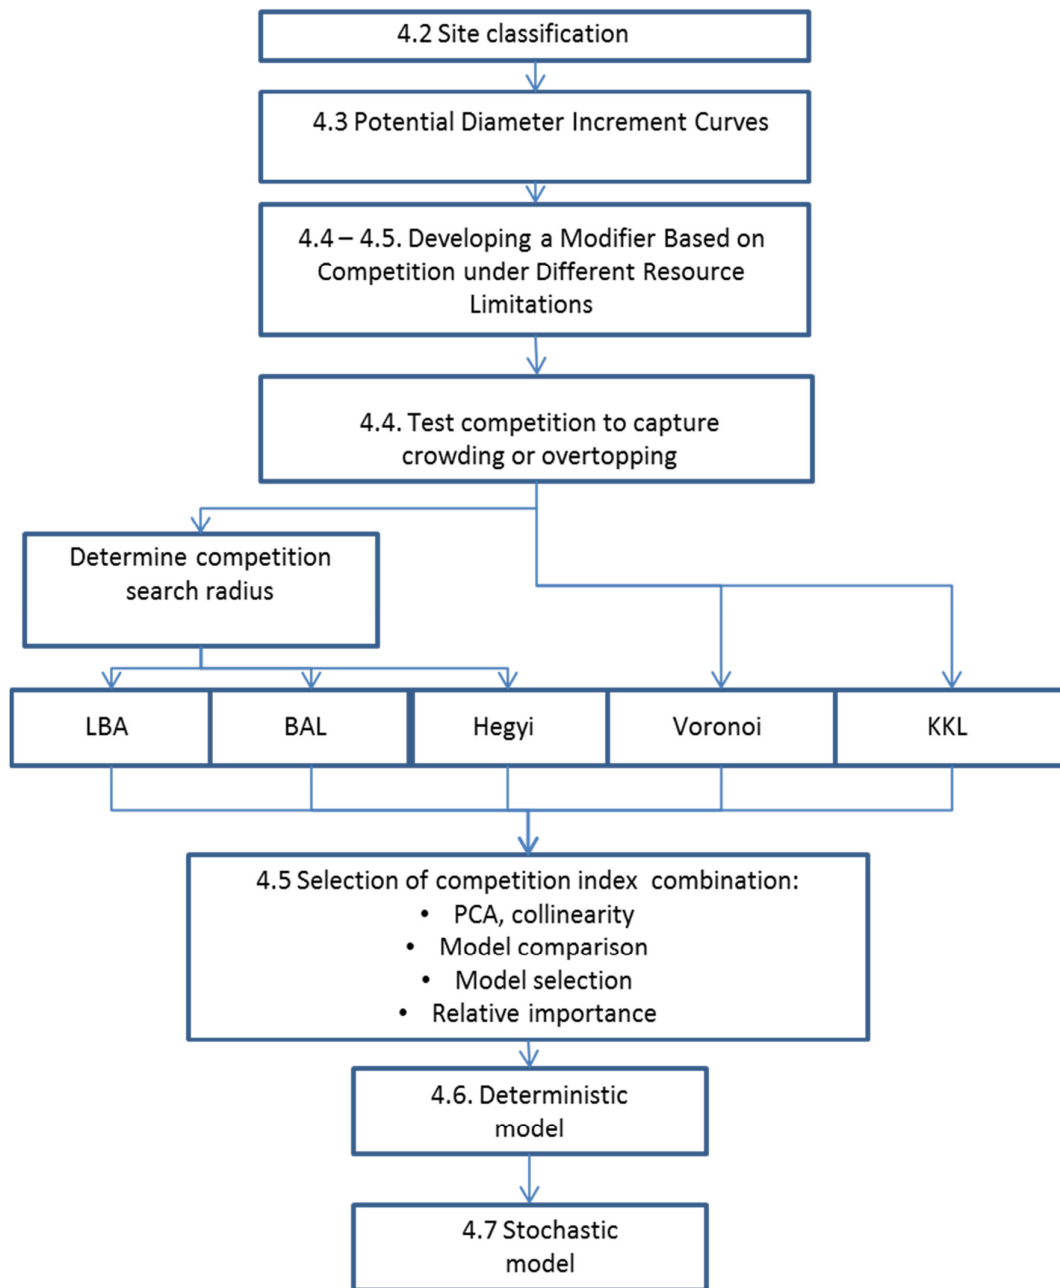 4.2 Site classification
4.3 Potential Diameter Increment Curves
4.4 – 4.5. Developing a Modifier Based on
Competition under Different Resource
Limitations
4.4. Test competition to capture
crowding or overtopping
Determine competition
search radius
LBA
BAL
Hegyi
Voronoi
KKL
4.5 Selection of competition index  combination:
• PCA, collinearity
• Model comparison
• Model selection
• Relative importance
4.6. Deterministic
model
4.7 Stochastic
model